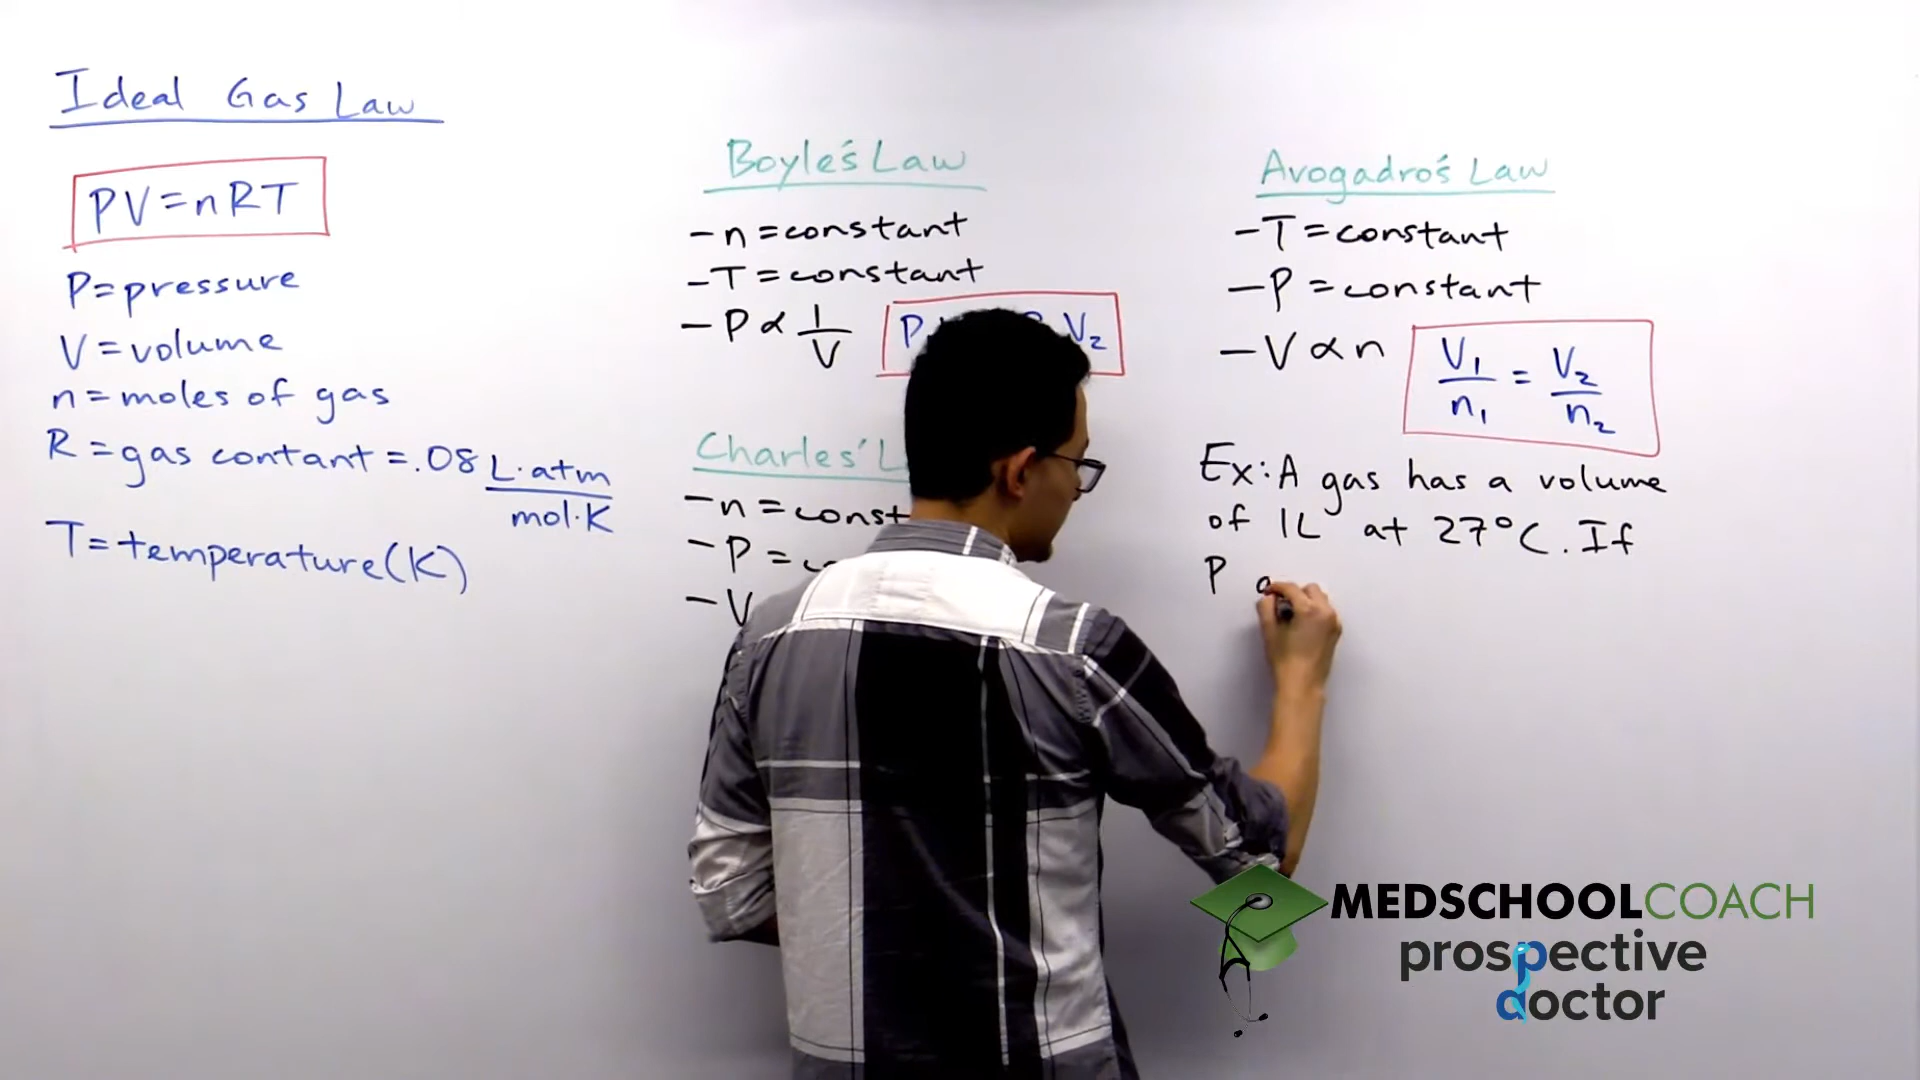 Ideal Gas Law
PV=nRT
P=pressure
V=volume
n=moles of gas
R=gas contant=.08 L·atm
mol·K
T=temperature(K)
Boyle's Law
-n=constant
-T=constant
-P∝1/V
P V₂
Charles'
-n=const
-P=
-V
Avogadro's Law
-T=constant
-P=constant
-V∝n
V₁/n₁=V₂/n₂
Ex: A gas has a volume
of 1L at 27°C. If
P
MEDSCHOOLCOACH
prospective
doctor